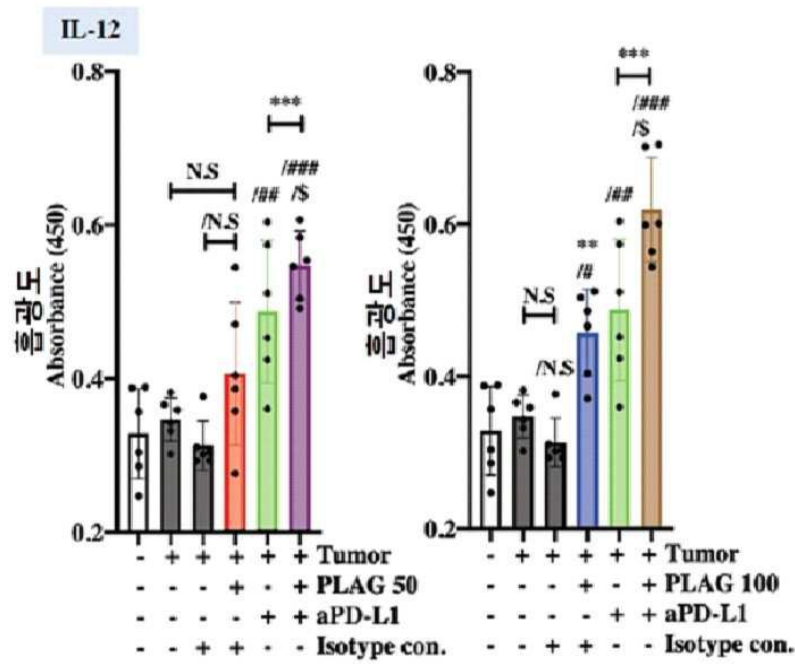 IL-12
흡광도
Absorbance (450)
0.8
0.6
0.4
0.2
N.S
/N.S
/##
***
/###
/$
- + + + + + Tumor
- - - + - + PLAG 50
- - - - + + aPD-L1
- - + + - - Isotype con.
흡광도
Absorbance (450)
0.8
0.6
0.4
0.2
N.S
/N.S
**
/#
/##
***
/###
/$
- + + + + + Tumor
- - - + - + PLAG 100
- - - - + + aPD-L1
- - + + - - Isotype con.